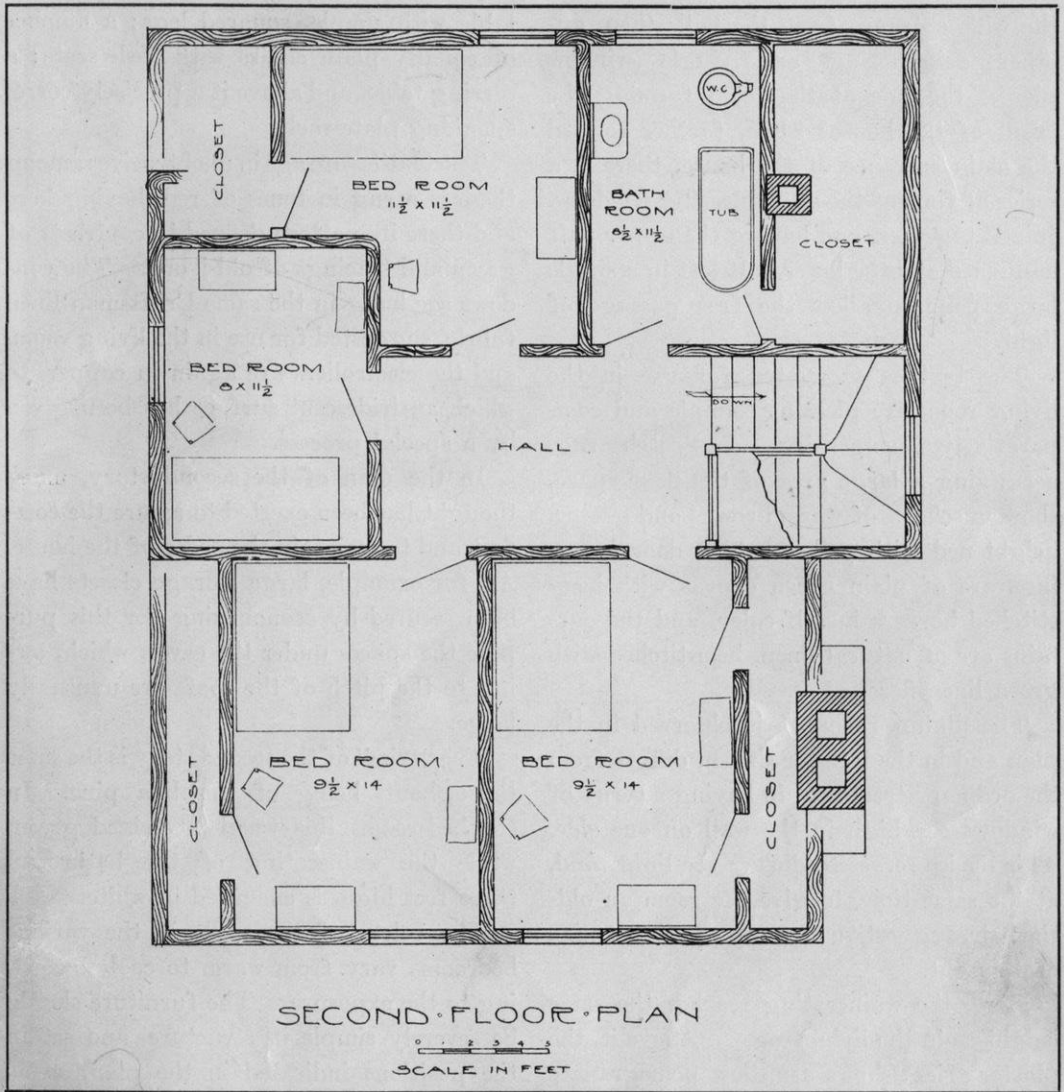 CLOSET
BED ROOM
11½ × 11½
W.C
BATH
ROOM
8½ × 11½
TUB
CLOSET
BED ROOM
8 × 11½
HALL
CLOSET
BED ROOM
9½ × 14
BED ROOM
9½ × 14
CLOSET
SECOND·FLOOR·PLAN
0 2 3 4 5
SCALE IN FEET